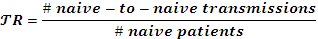 𝒯R = # naive − to − naive transmissions / # naive patients